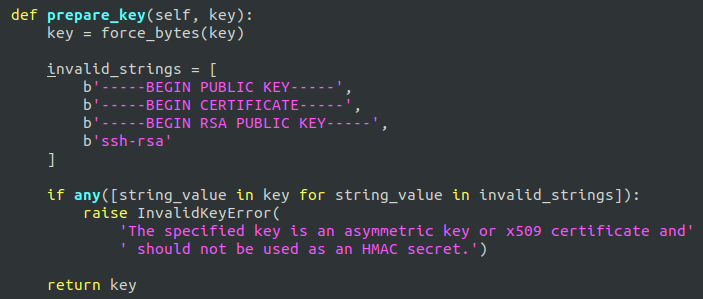 def prepare_key(self, key):
    key = force_bytes(key)

    invalid_strings = [
        b'-----BEGIN PUBLIC KEY-----',
        b'-----BEGIN CERTIFICATE-----',
        b'-----BEGIN RSA PUBLIC KEY-----',
        b'ssh-rsa'
    ]

    if any([string_value in key for string_value in invalid_strings]):
        raise InvalidKeyError(
            'The specified key is an asymmetric key or x509 certificate and'
            ' should not be used as an HMAC secret.')

    return key